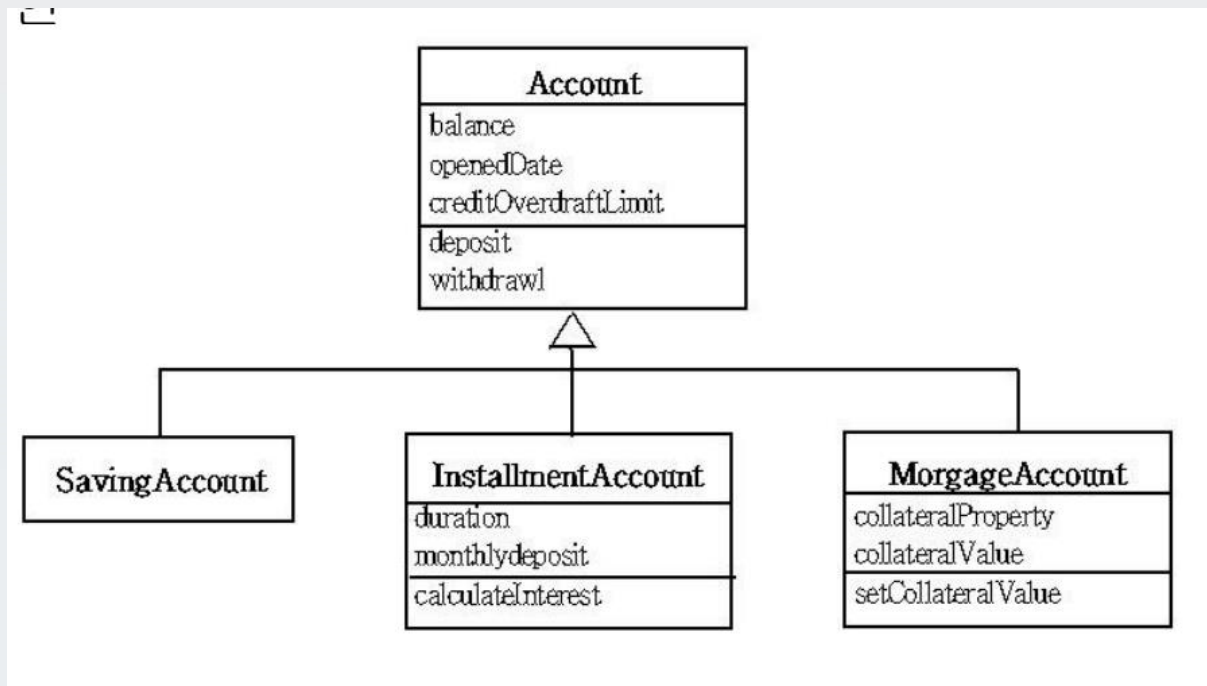 Account
balance
openedDate
creditOverdraftLimit
deposit
withdrawl
SavingAccount
InstallmentAccount
duration
monthlydeposit
calculateInterest
MorgageAccount
collateralProperty
collateralValue
setCollateralValue